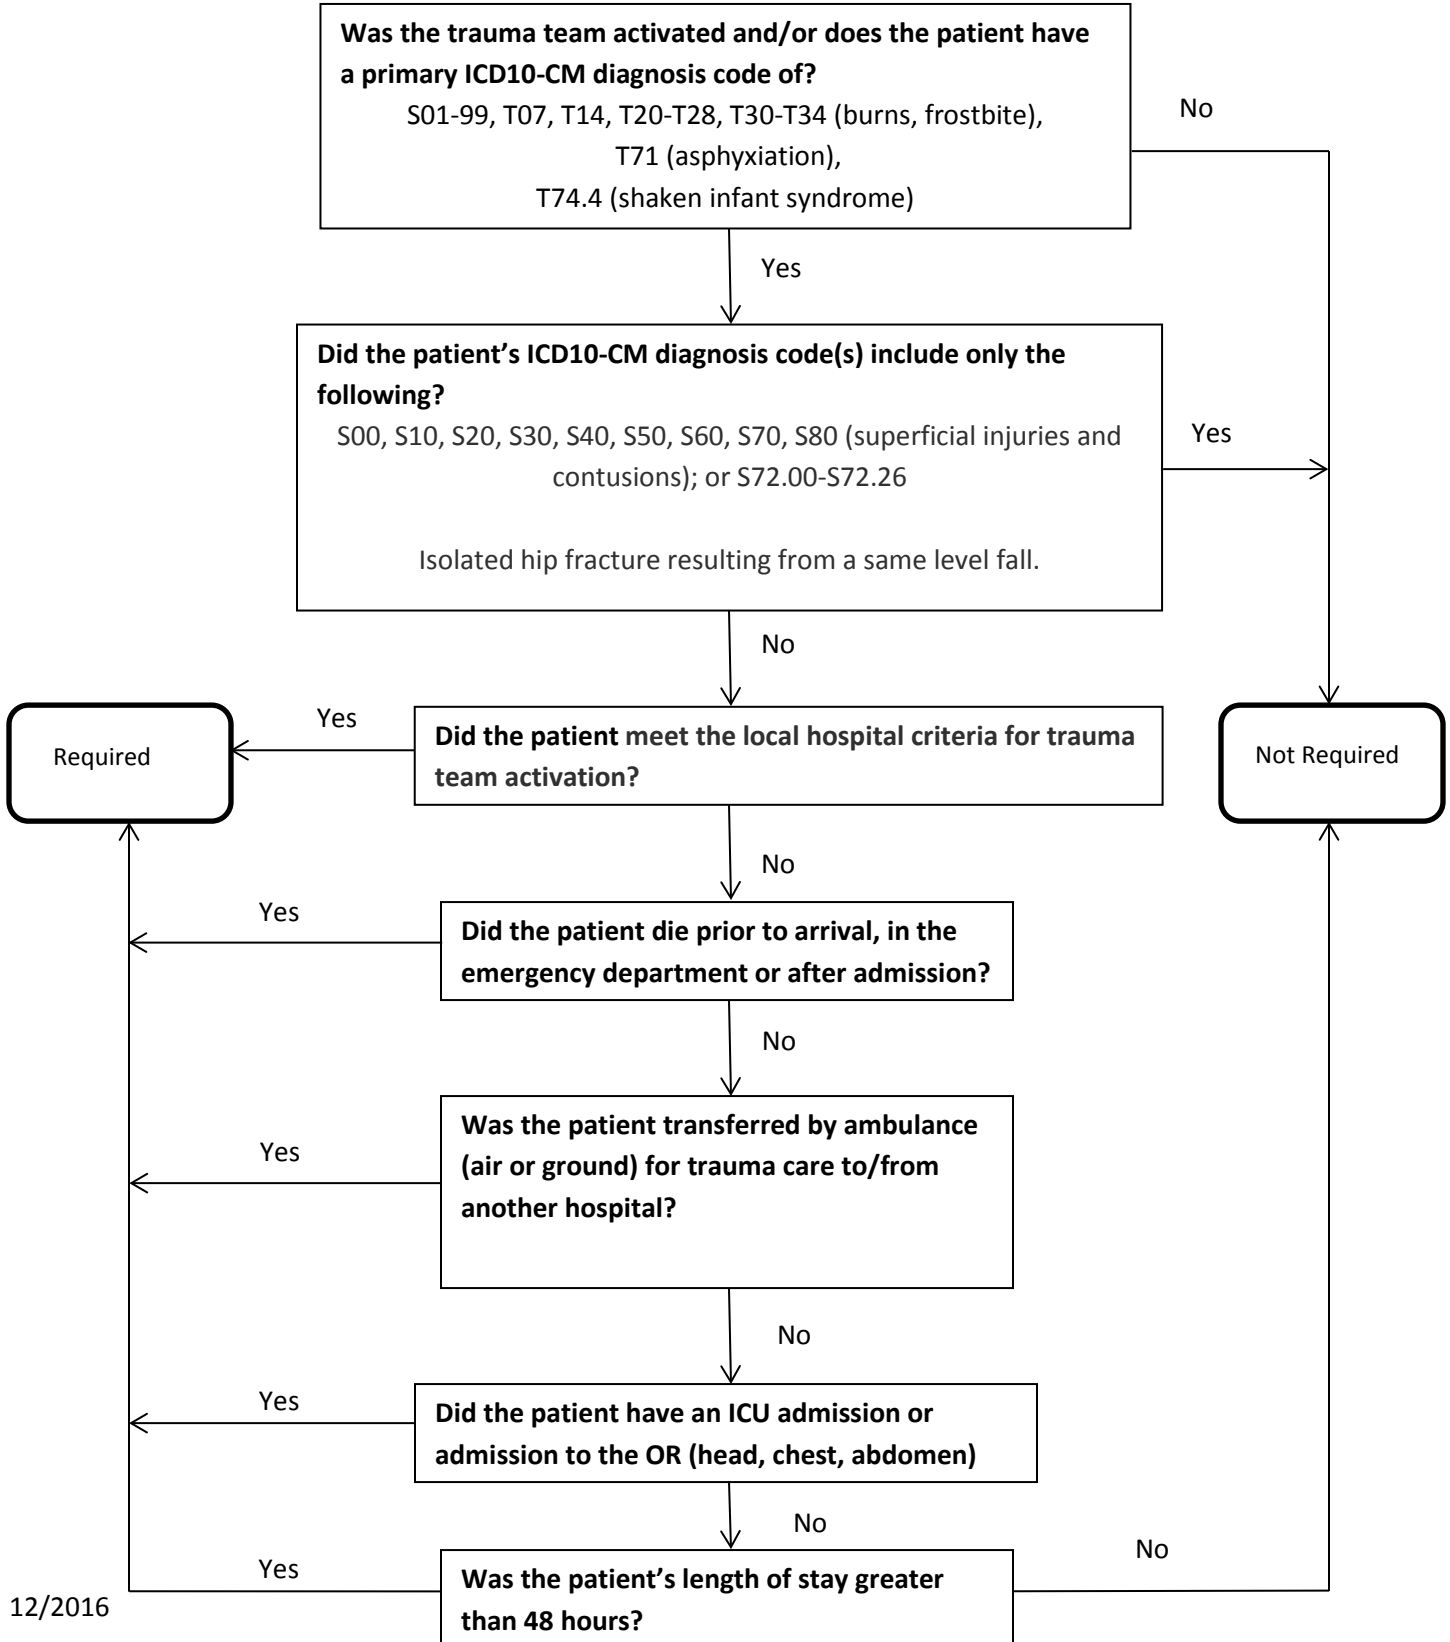 Was the trauma team activated and/or does the patient have
a primary ICD10-CM diagnosis code of?
S01-99, T07, T14, T20-T28, T30-T34 (burns, frostbite),
T71 (asphyxiation),
T74.4 (shaken infant syndrome)
No
Yes
Did the patient’s ICD10-CM diagnosis code(s) include only the
following?
S00, S10, S20, S30, S40, S50, S60, S70, S80 (superficial injuries and
contusions); or S72.00-S72.26
Isolated hip fracture resulting from a same level fall.
Yes
No
Required
Yes
Did the patient meet the local hospital criteria for trauma
team activation?
Not Required
No
Yes
Did the patient die prior to arrival, in the
emergency department or after admission?
No
Yes
Was the patient transferred by ambulance
(air or ground) for trauma care to/from
another hospital?
No
Yes
Did the patient have an ICU admission or
admission to the OR (head, chest, abdomen)
No
Yes
Was the patient’s length of stay greater
than 48 hours?
No
12/2016